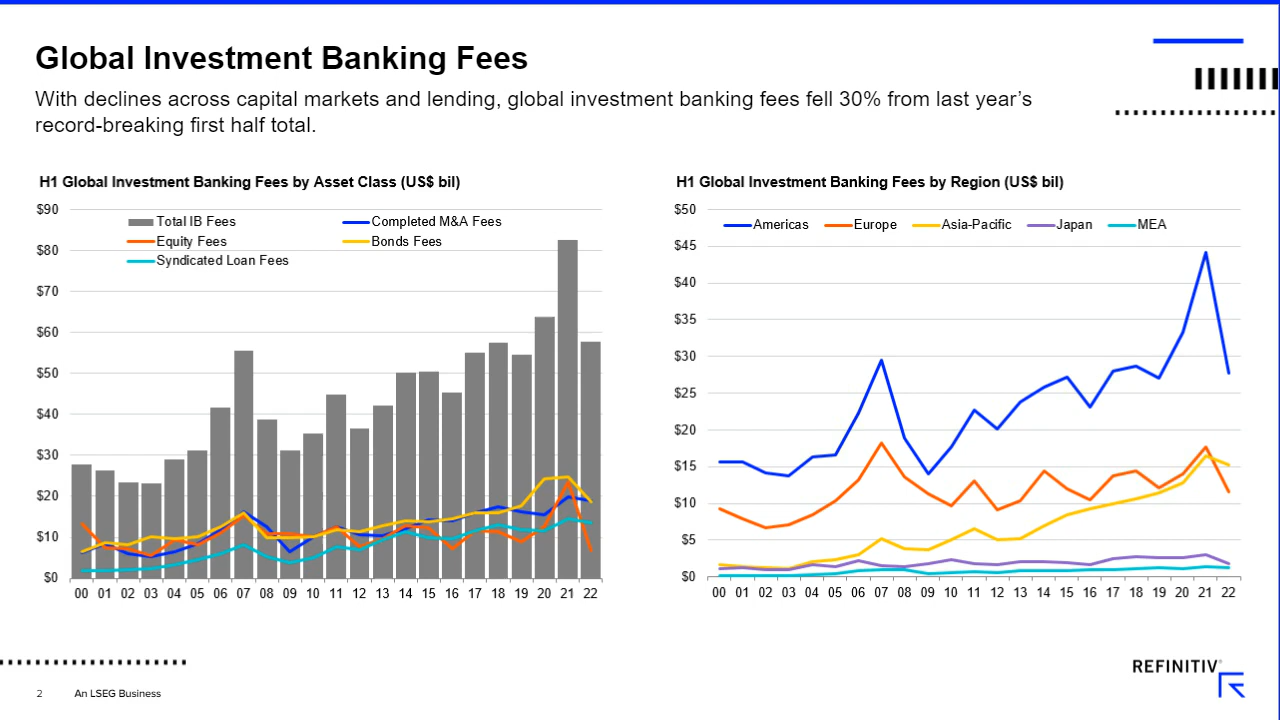 Global Investment Banking Fees
With declines across capital markets and lending, global investment banking fees fell 30% from last year’s
record-breaking first half total.
H1 Global Investment Banking Fees by Asset Class (US$ bil)
$90
$80
$70
$60
$50
$40
$30
$20
$10
$0
Total IB Fees
Completed M&A Fees
Equity Fees
Bonds Fees
Syndicated Loan Fees
00 01 02 03 04 05 06 07 08 09 10 11 12 13 14 15 16 17 18 19 20 21 22
H1 Global Investment Banking Fees by Region (US$ bil)
$50
$45
$40
$35
$30
$25
$20
$15
$10
$5
$0
Americas Europe Asia-Pacific Japan MEA
00 01 02 03 04 05 06 07 08 09 10 11 12 13 14 15 16 17 18 19 20 21 22
REFINITIV®
2 An LSEG Business